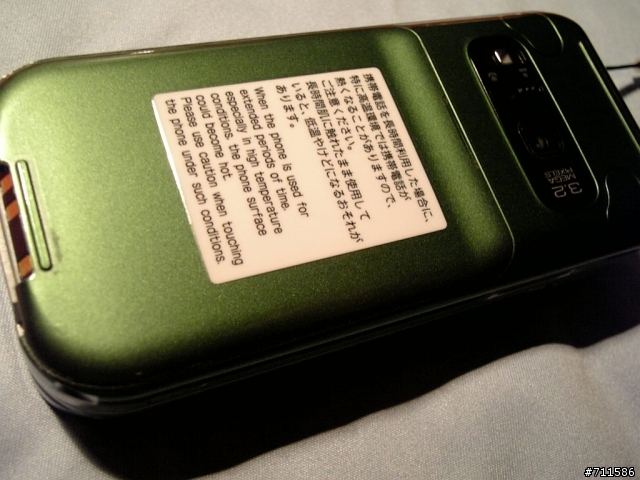 携帯電話を長時間利用した場合に、
特に高温環境では携帯電話が
熱くなることがありますので、
ご注意ください。
長時間肌に触れたまま使用して
いると、低温やけどになるおそれが
あります。
When the phone is used for
extended periods of time.
especially in high temperature
conditions. the phone surface
could become hot.
Please use caution when touching
the phone under such conditions.
3.2
MEGA
PIXELS
#711586